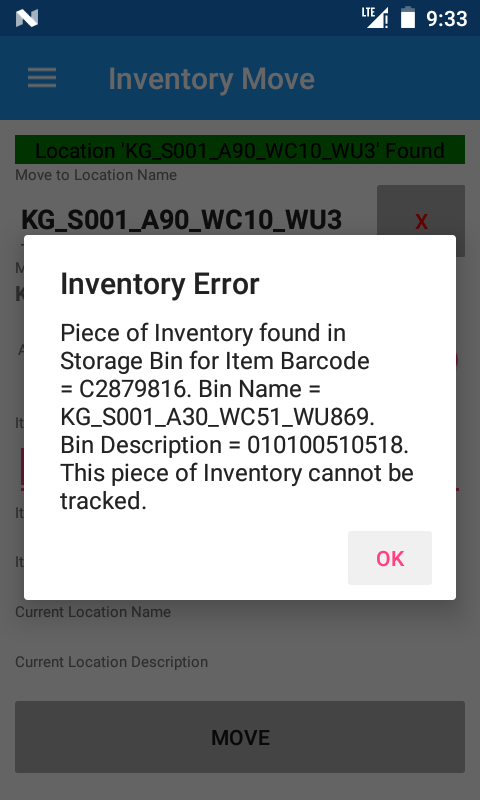 LTE 9:33
Inventory Move
Location 'KG_S001_A90_WC10_WU3' Found
Move to Location Name
KG_S001_A90_WC10_WU3
X
Inventory Error
Piece of Inventory found in
Storage Bin for Item Barcode
= C2879816. Bin Name =
KG_S001_A30_WC51_WU869.
Bin Description = 010100510518.
This piece of Inventory cannot be
tracked.
OK
Current Location Name
Current Location Description
MOVE